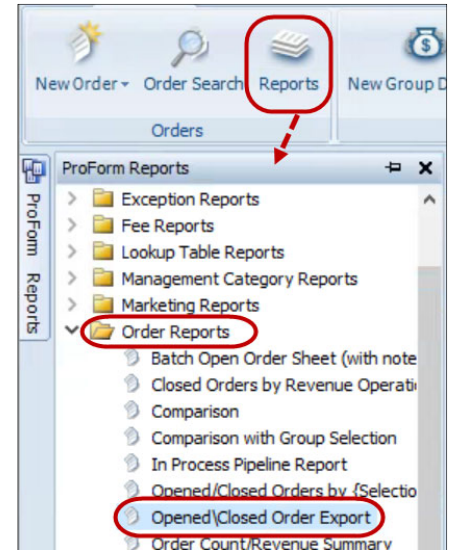 New Order Order Search Reports New Group D
Orders
ProForm Reports
ProForm Reports
Exception Reports
Fee Reports
Lookup Table Reports
Management Category Reports
Marketing Reports
Order Reports
Batch Open Order Sheet (with note
Closed Orders by Revenue Operati
Comparison
Comparison with Group Selection
In Process Pipeline Report
Opened/Closed Orders by {Selectio
Opened\Closed Order Export
Order Count/Revenue Summary